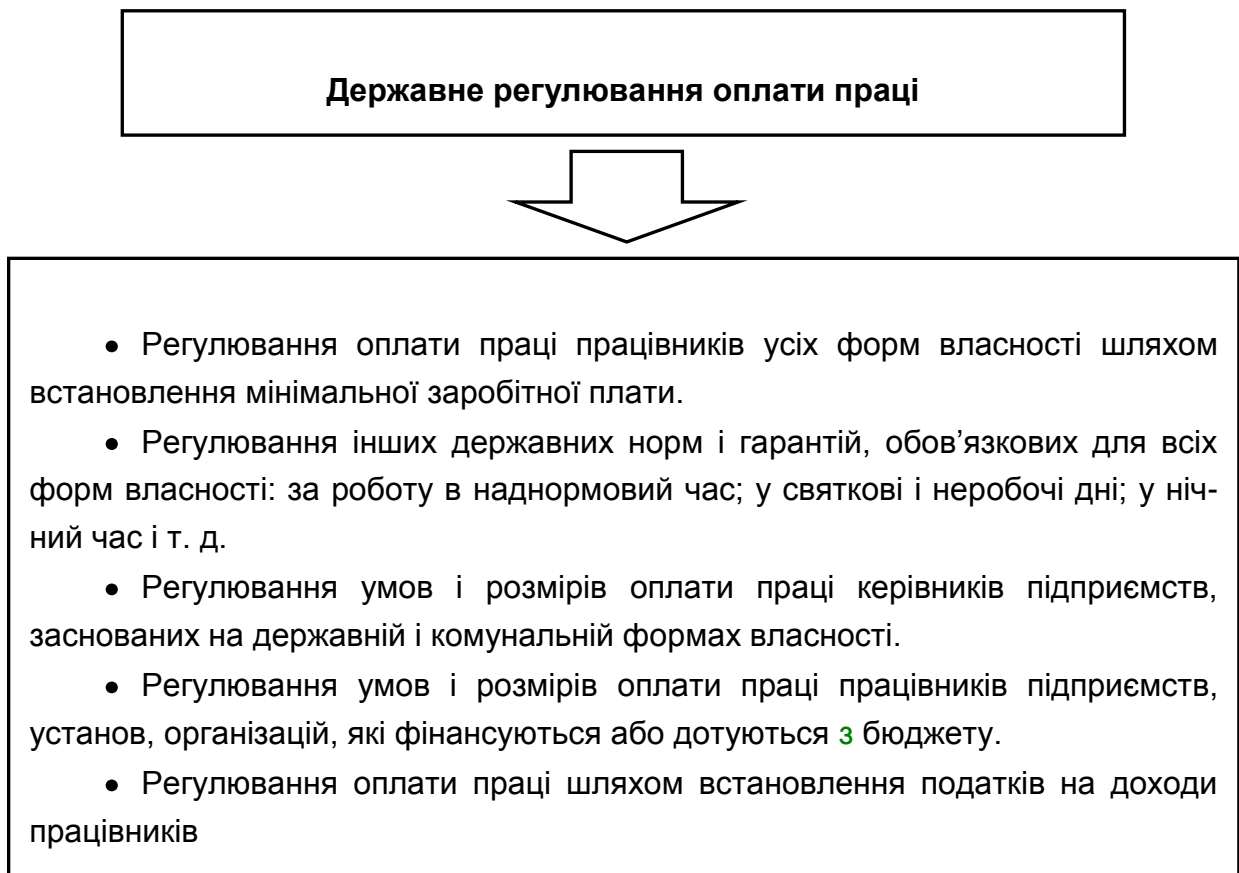 Державне регулювання оплати праці
• Регулювання оплати праці працівників усіх форм власності шляхом
встановлення мінімальної заробітної плати.
• Регулювання інших державних норм і гарантій, обов’язкових для всіх
форм власності: за роботу в наднормовий час; у святкові і неробочі дні; у ніч-
ний час і т. д.
• Регулювання умов і розмірів оплати праці керівників підприємств,
заснованих на державній і комунальній формах власності.
• Регулювання умов і розмірів оплати праці працівників підприємств,
установ, організацій, які фінансуються або дотуються з бюджету.
• Регулювання оплати праці шляхом встановлення податків на доходи
працівників